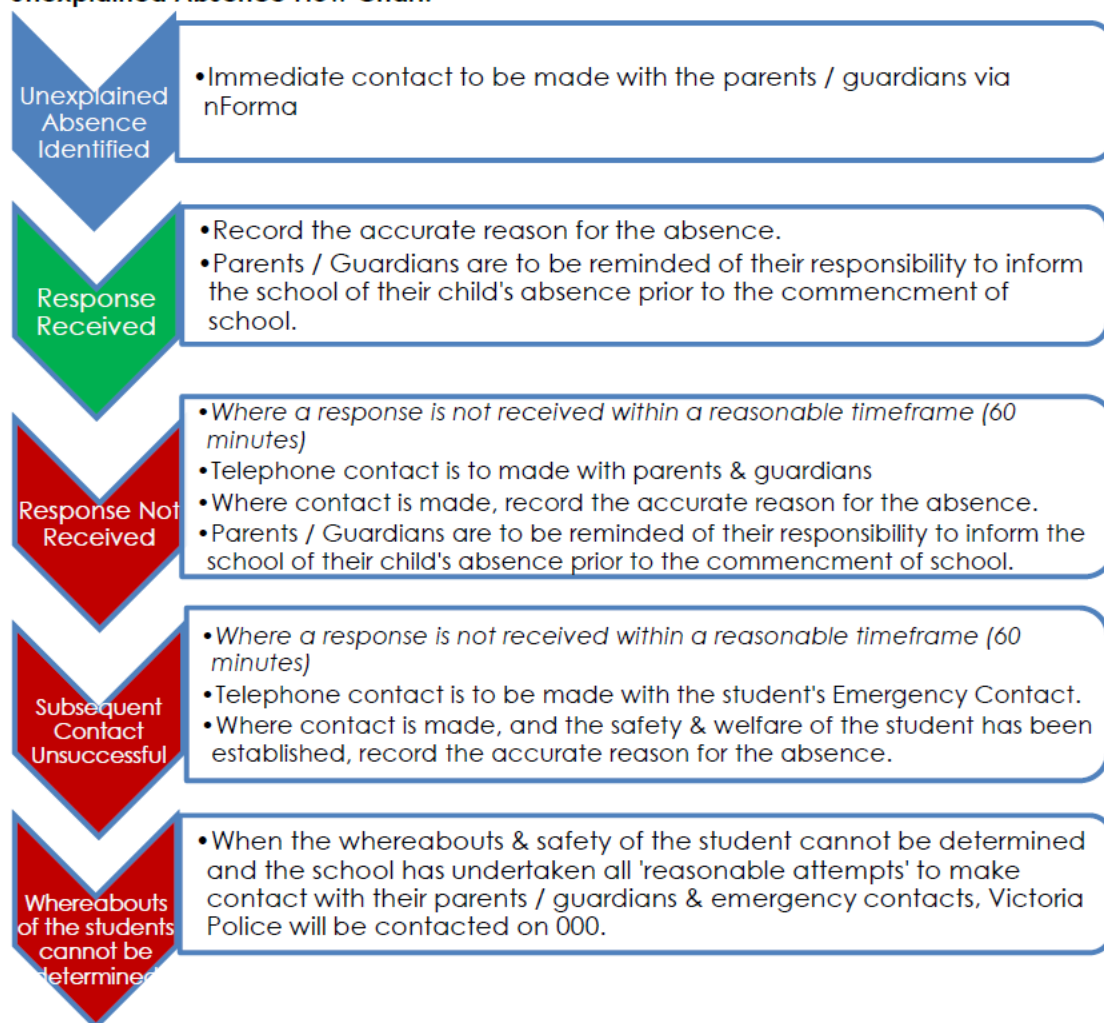 Unexplained
Absence
Identified
•Immediate contact to be made with the parents / guardians via
nForma
Response
Received
•Record the accurate reason for the absence.
•Parents / Guardians are to be reminded of their responsibility to inform
the school of their child's absence prior to the commencment of
school.
Response Not
Received
•Where a response is not received within a reasonable timeframe (60
minutes)
•Telephone contact is to made with parents & guardians
•Where contact is made, record the accurate reason for the absence.
•Parents / Guardians are to be reminded of their responsibility to inform the
school of their child's absence prior to the commencment of school.
Subsequent
Contact
Unsuccessful
•Where a response is not received within a reasonable timeframe (60
minutes)
•Telephone contact is to be made with the student's Emergency Contact.
•Where contact is made, and the safety & welfare of the student has been
established, record the accurate reason for the absence.
Whereabouts
of the students
cannot be
determined
•When the whereabouts & safety of the student cannot be determined
and the school has undertaken all 'reasonable attempts' to make
contact with their parents / guardians & emergency contacts, Victoria
Police will be contacted on 000.